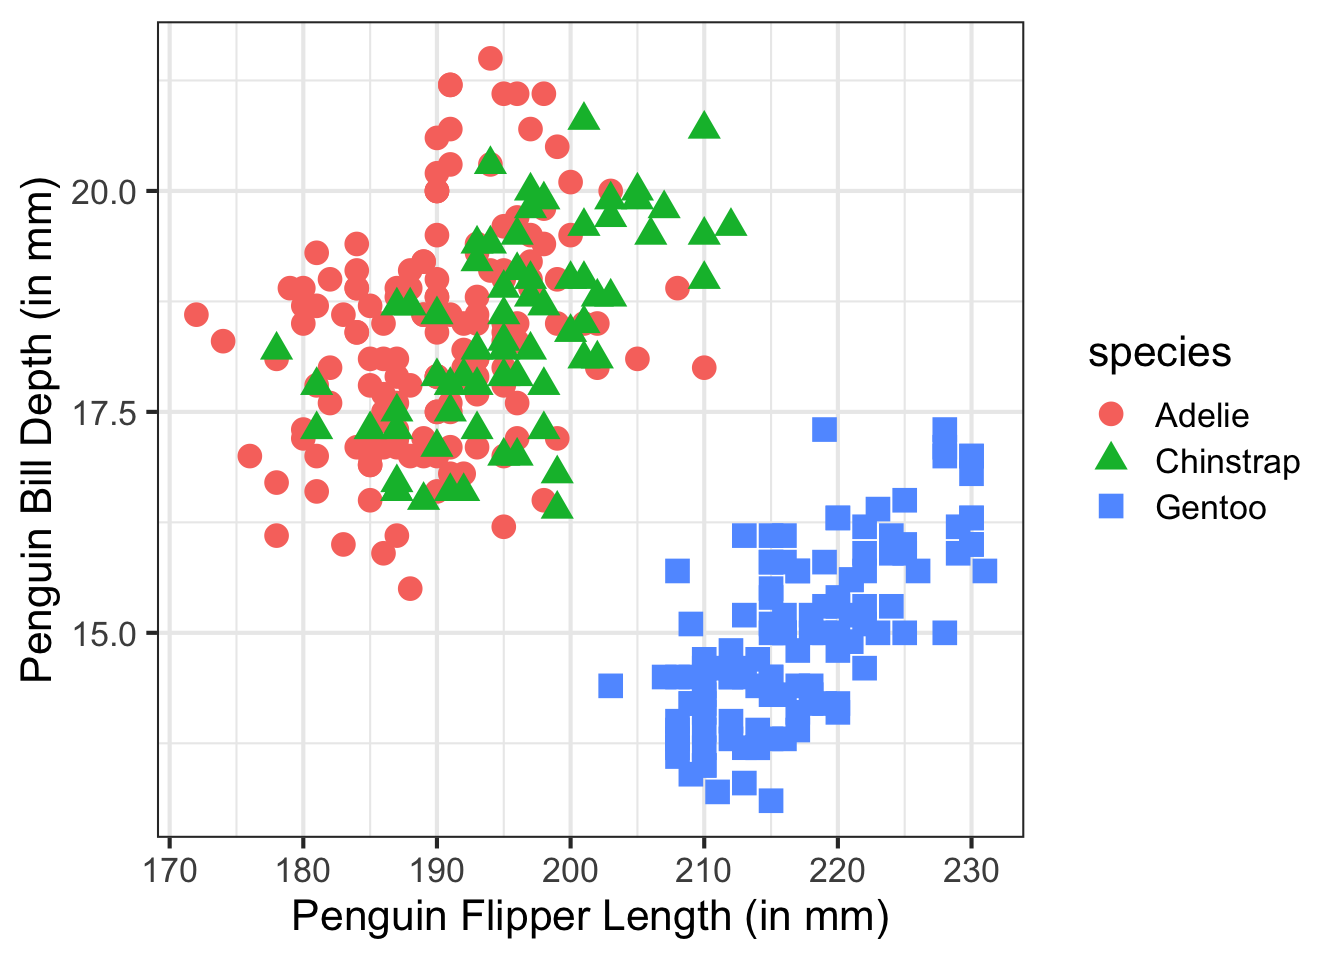 Penguin Bill Depth (in mm)
20.0
17.5
15.0
170 180 190 200 210 220 230
Penguin Flipper Length (in mm)
species
Adelie
Chinstrap
Gentoo